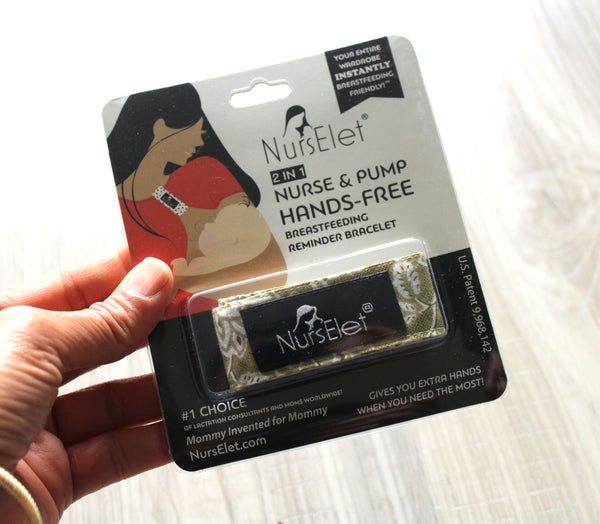 YOUR ENTIRE
WARDROBE
INSTANTLY
BREASTFEEDING
FRIENDLY!™
NursElet®
2 IN 1
NURSE & PUMP
HANDS-FREE
BREASTFEEDING
REMINDER BRACELET
U.S. Patent 9,968,142
NursElet®
#1 CHOICE
OF LACTATION CONSULTANTS AND MOMS WORLDWIDE!
Mommy Invented for Mommy
NursElet.com
GIVES YOU EXTRA HANDS
WHEN YOU NEED THE MOST!